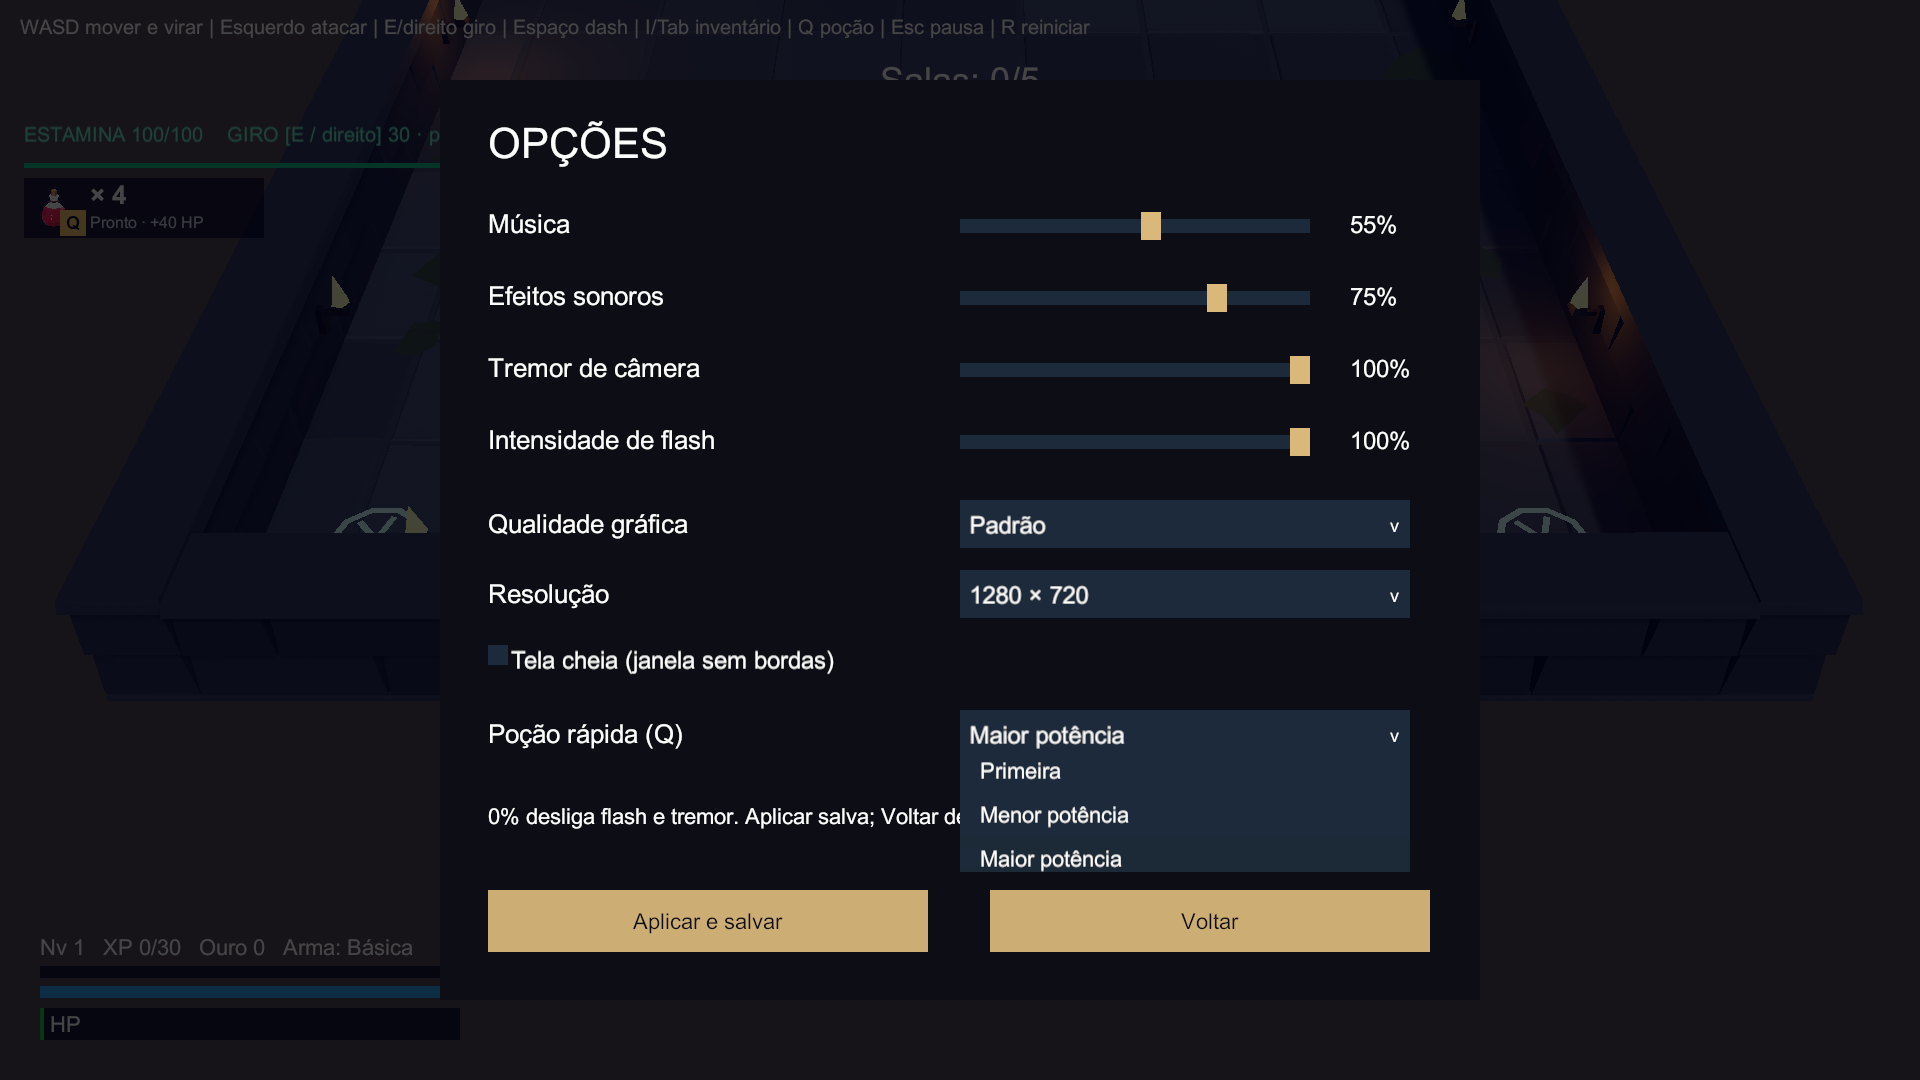 WASD mover e virar | Esquerdo atacar | E/direito giro | Espaço dash | I/Tab inventário | Q poção | Esc pausa | R reiniciar
Salas: 0/5
ESTAMINA 100/100 GIRO [E / direito] 30 · p
× 4
Q Pronto · +40 HP
OPÇÕES
Música 55%
Efeitos sonoros 75%
Tremor de câmera 100%
Intensidade de flash 100%
Qualidade gráfica Padrão v
Resolução 1280 × 720 v
Tela cheia (janela sem bordas)
Poção rápida (Q) Maior potência v
Primeira
Menor potência
0% desliga flash e tremor. Aplicar salva; Voltar de
Maior potência
Aplicar e salvar Voltar
Nv 1 XP 0/30 Ouro 0 Arma: Básica
HP